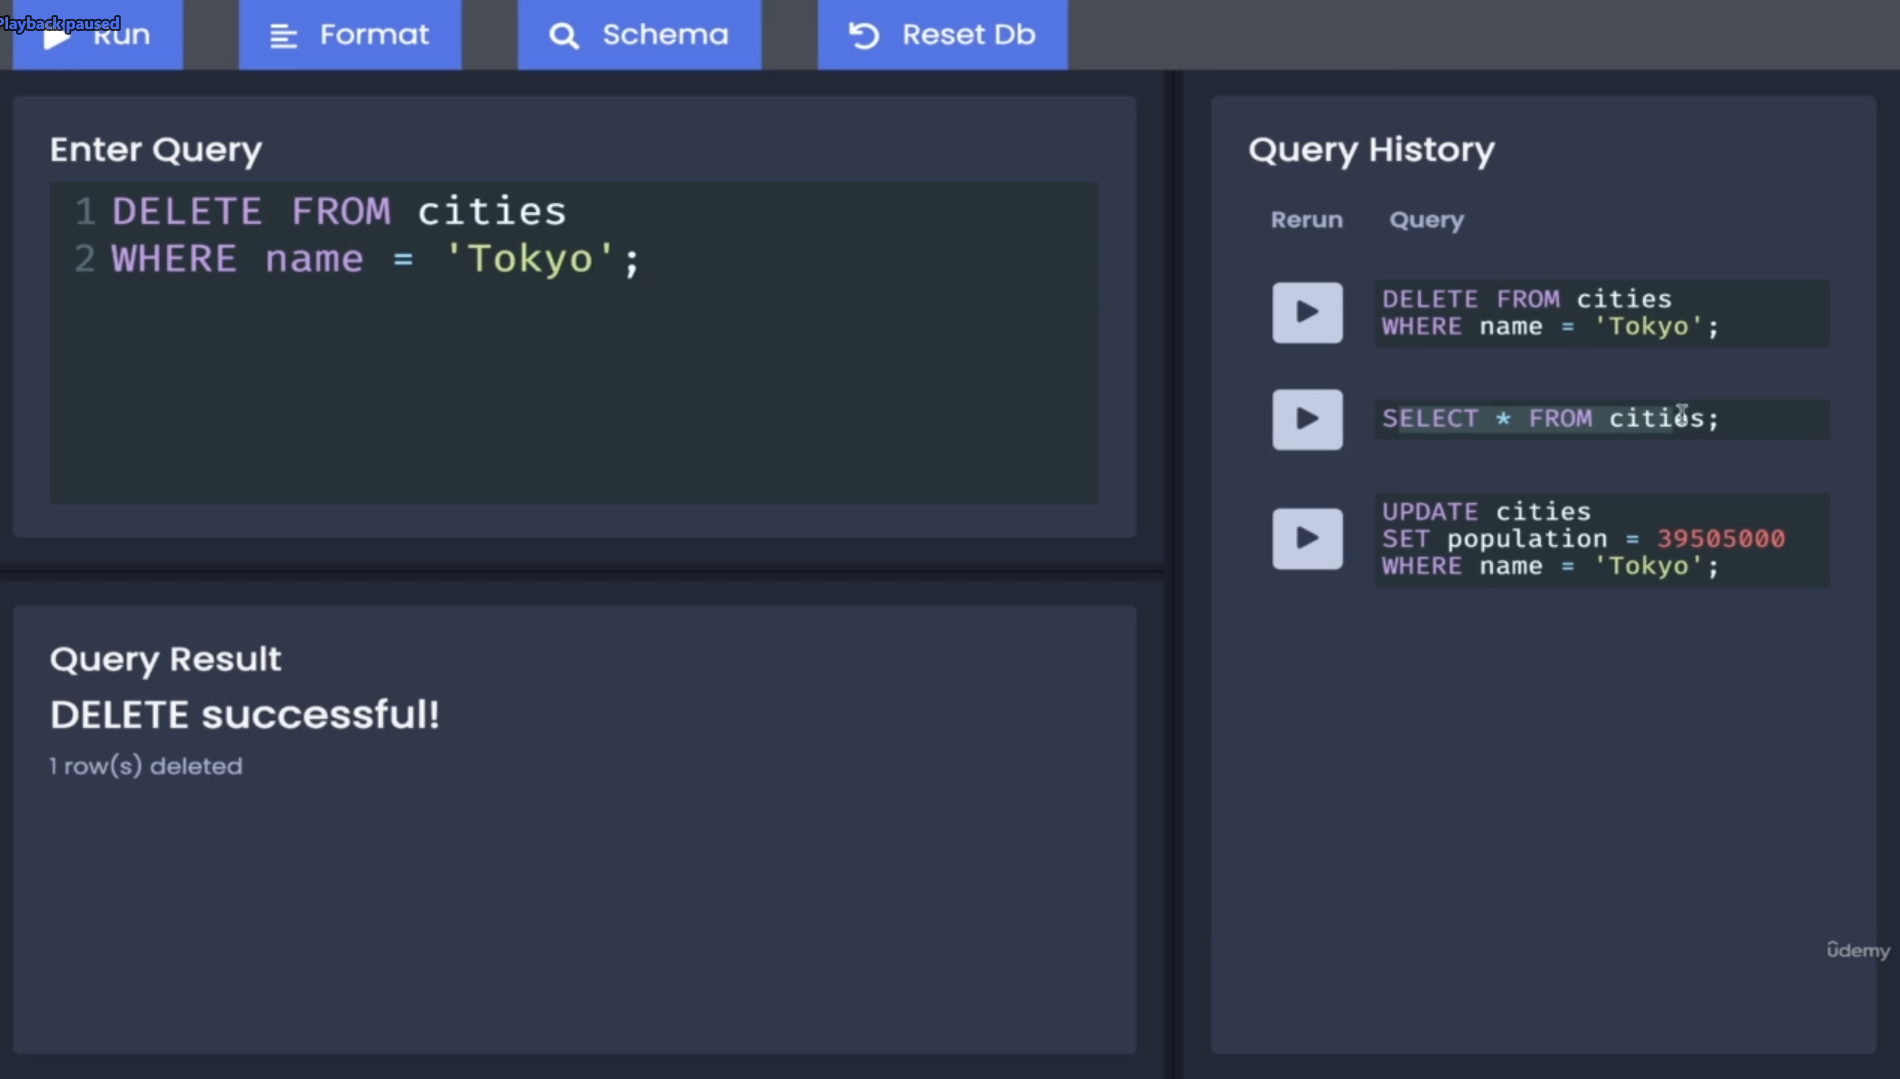 Playback paused
Run
Format
Schema
Reset Db
Enter Query
1 DELETE FROM cities
2 WHERE name = 'Tokyo';
Query Result
DELETE successful!
1 row(s) deleted
Query History
Rerun Query
DELETE FROM cities
WHERE name = 'Tokyo';
SELECT * FROM cities;
UPDATE cities
SET population = 39505000
WHERE name = 'Tokyo';
ûdemy